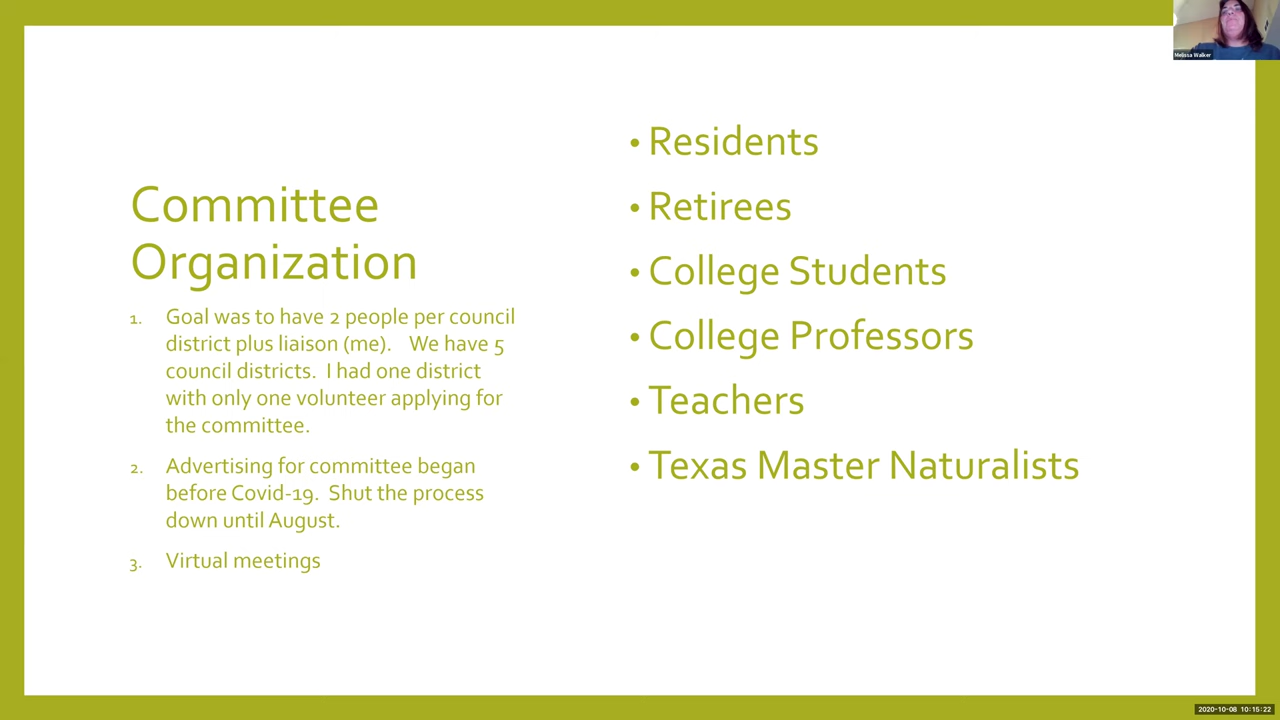 Committee
Organization
1. Goal was to have 2 people per council
district plus liaison (me). We have 5
council districts. I had one district
with only one volunteer applying for
the committee.
2. Advertising for committee began
before Covid-19. Shut the process
down until August.
3. Virtual meetings
• Residents
• Retirees
• College Students
• College Professors
• Teachers
• Texas Master Naturalists
Melissa Walker
2020-10-08 10:15:22